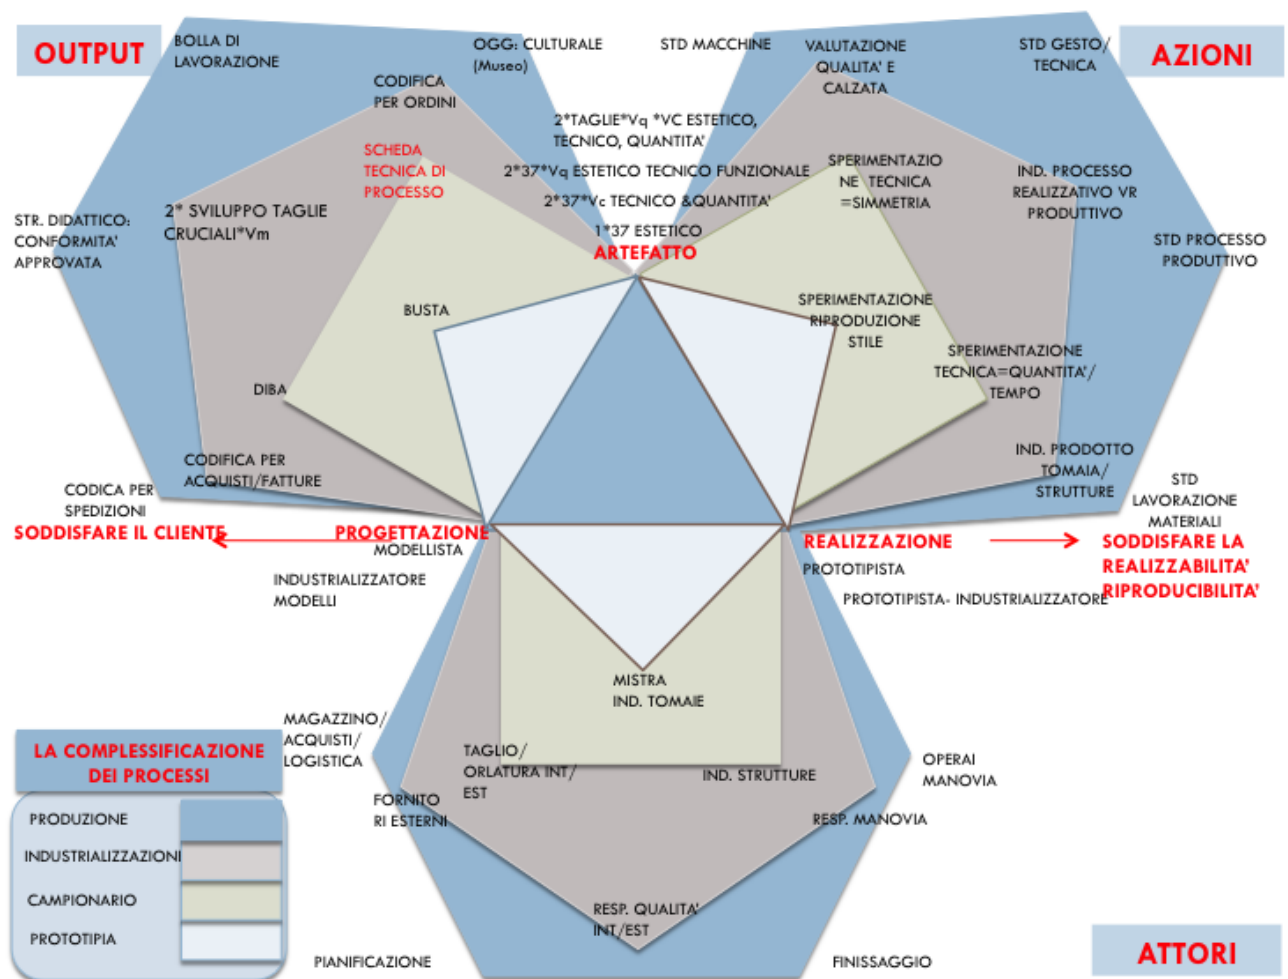 OUTPUT
BOLLA DI
LAVORAZIONE
OGG: CULTURALE
(Museo)
CODIFICA
PER ORDINI
SCHEDA
TECNICA DI
PROCESSO
2* SVILUPPO TAGLIE
CRUCIALI*Vm
STR. DIDATTICO:
CONFORMITA'
APPROVATA
BUSTA
DIBA
CODIFICA PER
ACQUISTI/FATTURE
CODICA PER
SPEDIZIONI
2*TAGLIE*Vq *VC ESTETICO,
TECNICO, QUANTITA'
2*37*Vq ESTETICO TECNICO FUNZIONALE
2*37*Vc TECNICO &QUANTITA'
1*37 ESTETICO
ARTEFATTO
AZIONI
STD MACCHINE
VALUTAZIONE
QUALITA' E
CALZATA
STD GESTO/
TECNICA
SPERIMENTAZIO
NE TECNICA
=SIMMETRIA
IND. PROCESSO
REALIZZATIVO VR
PRODUTTIVO
STD PROCESSO
PRODUTTIVO
SPERIMENTAZIONE
RIPRODUZIONE
STILE
SPERIMENTAZIONE
TECNICA=QUANTITA'/
TEMPO
IND. PRODOTTO
TOMAIA/
STRUTTURE
STD
LAVORAZIONE
MATERIALI
SODDISFARE IL CLIENTE
PROGETTAZIONE
REALIZZAZIONE
SODDISFARE LA
REALIZZABILITA'
RIPRODUCIBILITA'
MODELLISTA
INDUSTRIALIZZATORE
MODELLI
PROTOTIPISTA
PROTOTIPISTA- INDUSTRIALIZZATORE
MISTRA
IND. TOMAIE
MAGAZZINO/
ACQUISTI/
LOGISTICA
TAGLIO/
ORLATURA INT/
EST
IND. STRUTTURE
OPERAI
MANOVIA
FORNITO
RI ESTERNI
RESP. MANOVIA
RESP. QUALITA'
INT/EST
PIANIFICAZIONE
FINISSAGGIO
ATTORI
LA COMPLESSIFICAZIONE
DEI PROCESSI
PRODUZIONE
INDUSTRIALIZZAZIONI
CAMPIONARIO
PROTOTIPIA